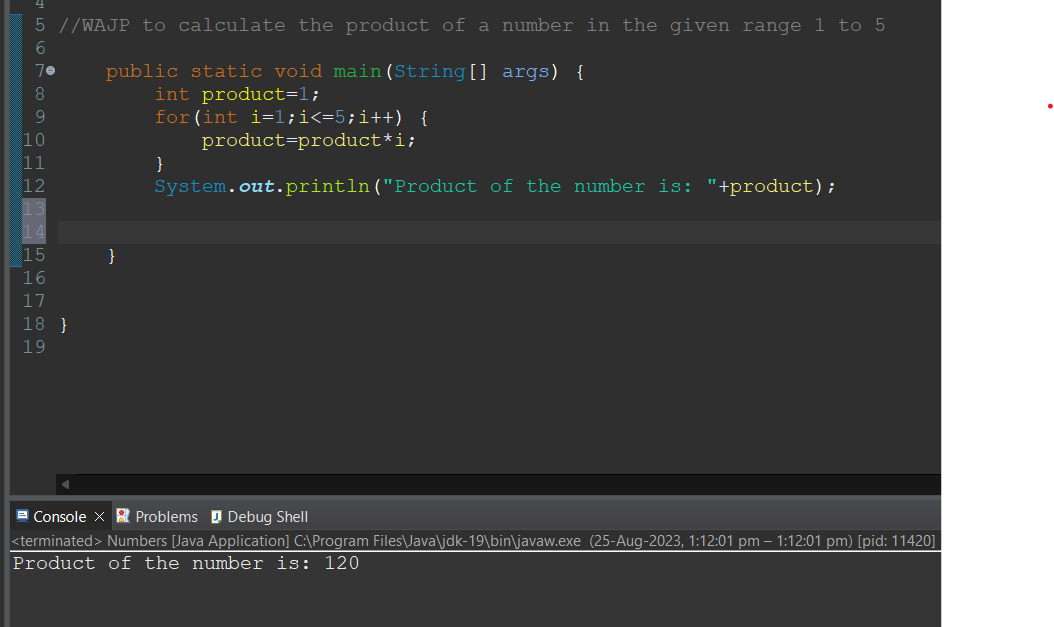 4
5 //WAJP to calculate the product of a number in the given range 1 to 5
6
7 public static void main(String[] args) {
8 int product=1;
9 for(int i=1;i<=5;i++) {
10 product=product*i;
11 }
12 System.out.println("Product of the number is: "+product);
13
14
15 }
16
17
18 }
19
Console Problems Debug Shell
<terminated> Numbers [Java Application] C:\Program Files\Java\jdk-19\bin\javaw.exe (25-Aug-2023, 1:12:01 pm – 1:12:01 pm) [pid: 11420]
Product of the number is: 120